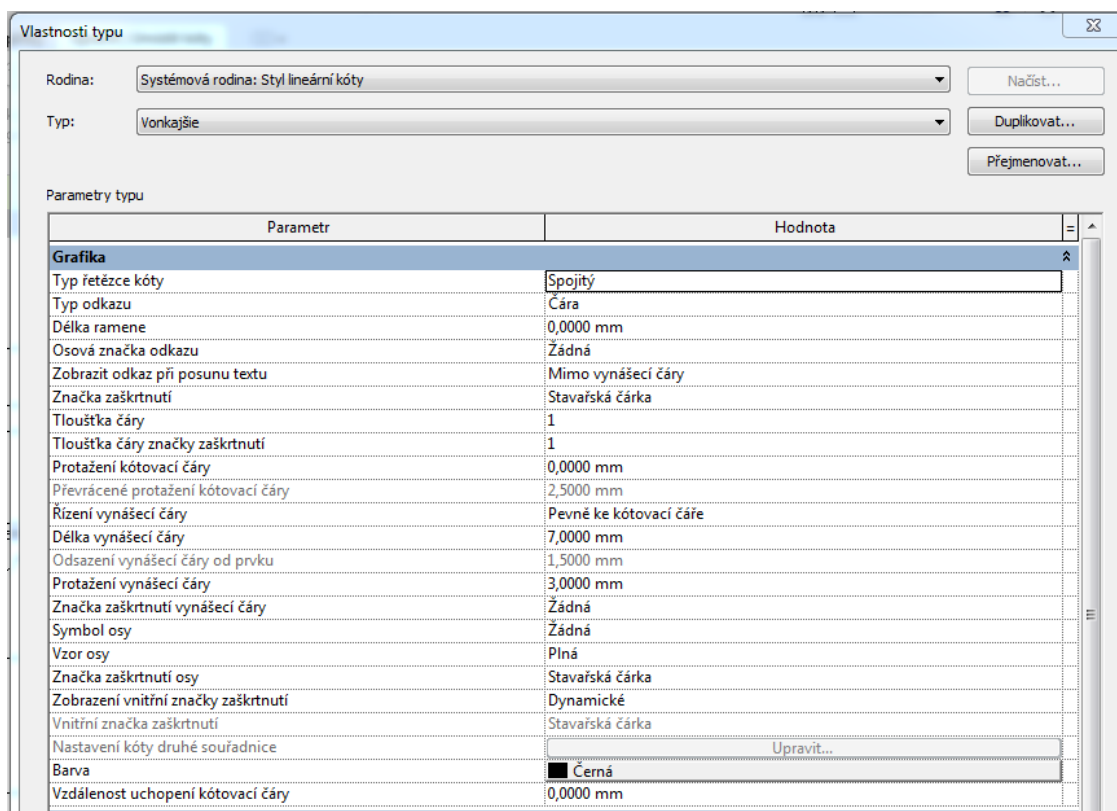 Vlastnosti typu
Rodina: Systémová rodina: Styl lineární kóty Načíst...
Typ: Vonkajšie Duplikovat...
Přejmenovat...
Parametry typu
Parametr Hodnota =
Grafika
Typ řetězce kóty Spojitý
Typ odkazu Čára
Délka ramene 0,0000 mm
Osová značka odkazu Žádná
Zobrazit odkaz při posunu textu Mimo vynášecí čáry
Značka zaškrtnutí Stavařská čárka
Tloušťka čáry 1
Tloušťka čáry značky zaškrtnutí 1
Protažení kótovací čáry 0,0000 mm
Převrácené protažení kótovací čáry 2,5000 mm
Řízení vynášecí čáry Pevně ke kótovací čáře
Délka vynášecí čáry 7,0000 mm
Odsazení vynášecí čáry od prvku 1,5000 mm
Protažení vynášecí čáry 3,0000 mm
Značka zaškrtnutí vynášecí čáry Žádná
Symbol osy Žádná
Vzor osy Plná
Značka zaškrtnutí osy Stavařská čárka
Zobrazení vnitřní značky zaškrtnutí Dynamické
Vnitřní značka zaškrtnutí Stavařská čárka
Nastavení kóty druhé souřadnice Upravit...
Barva Černá
Vzdálenost uchopení kótovací čáry 0,0000 mm